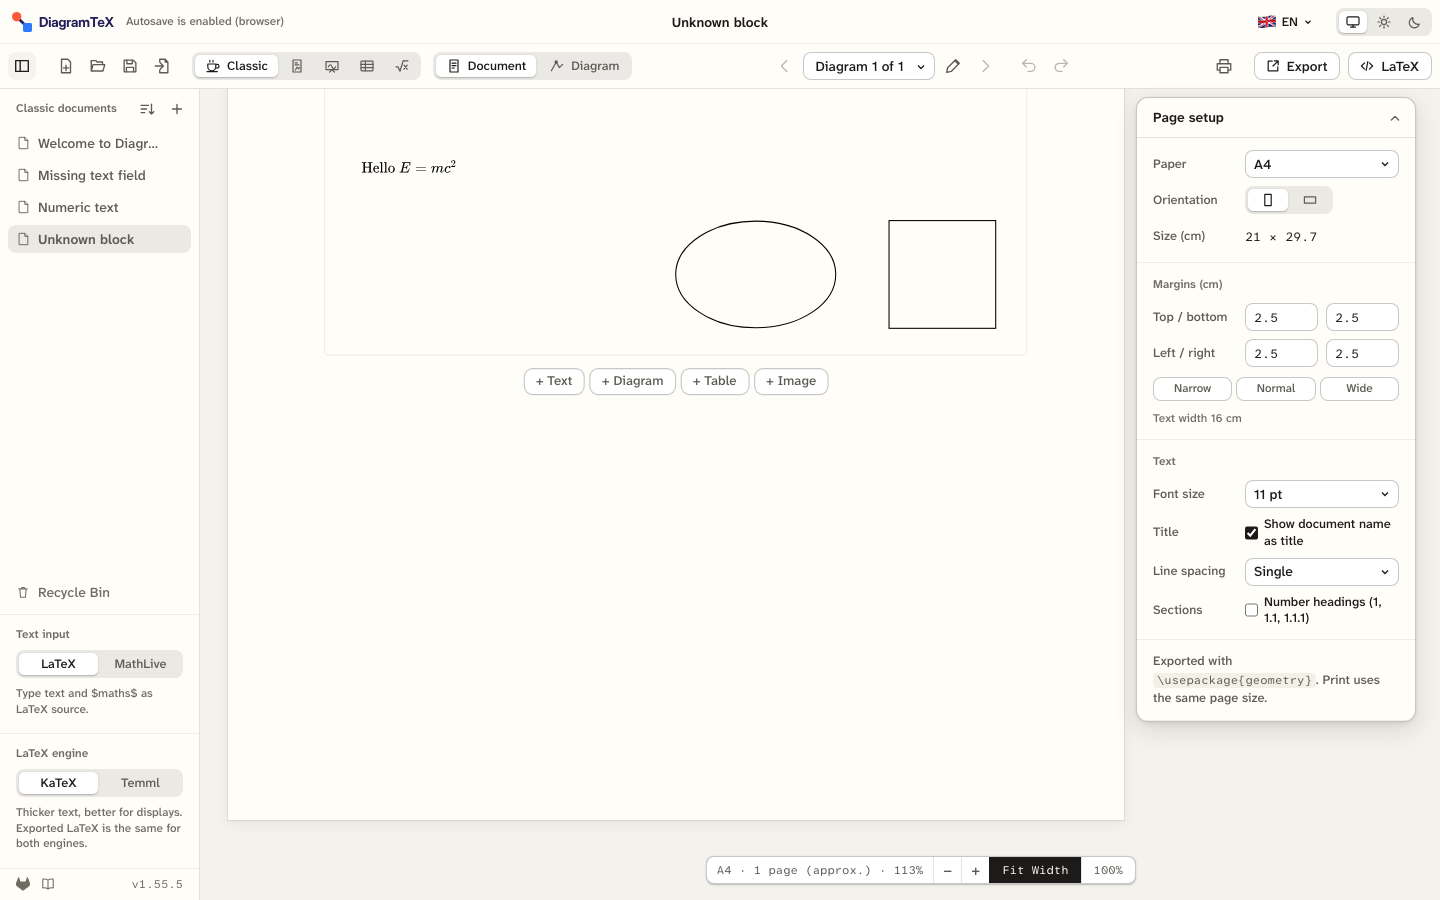 DiagramTeX
Autosave is enabled (browser)
Unknown block
EN
Classic
Document
Diagram
Diagram 1 of 1
Export
LaTeX
Classic documents
Welcome to Diagr...
Missing text field
Numeric text
Unknown block
Recycle Bin
Text input
LaTeX
MathLive
Type text and $maths$ as
LaTeX source.
LaTeX engine
KaTeX
Temml
Thicker text, better for displays.
Exported LaTeX is the same for
both engines.
v1.55.5
Hello E = mc²
+ Text
+ Diagram
+ Table
+ Image
A4 · 1 page (approx.) · 113%
−
+
Fit Width
100%
Page setup
Paper
A4
Orientation
Size (cm)
21 × 29.7
Margins (cm)
Top / bottom
2.5
2.5
Left / right
2.5
2.5
Narrow
Normal
Wide
Text width 16 cm
Text
Font size
11 pt
Title
Show document name
as title
Line spacing
Single
Sections
Number headings (1,
1.1, 1.1.1)
Exported with
\usepackage{geometry}. Print uses
the same page size.